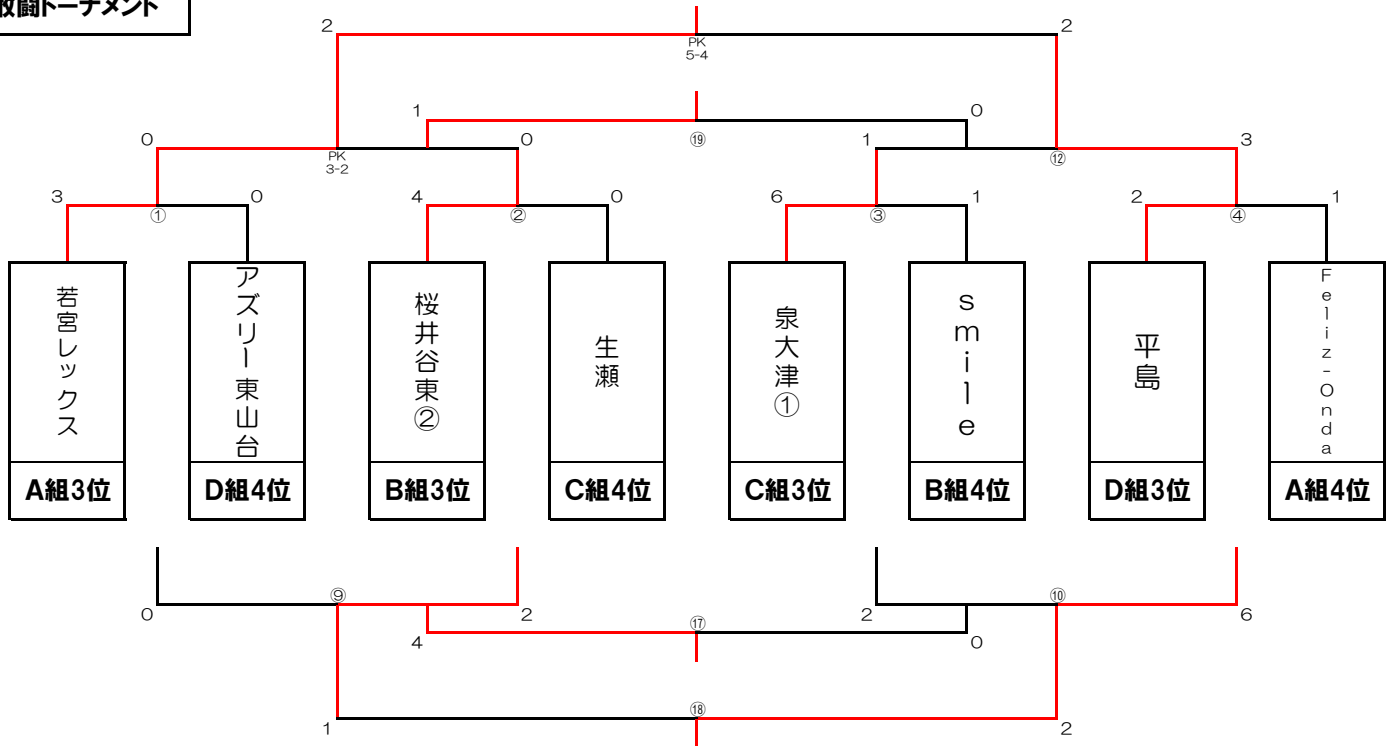 敢闘トーナメント
2
2
PK
5-4
1
0
⑲
0
0
PK
3-2
1
⑫
3
3
0
①
4
0
②
6
1
③
2
1
④
若宮レックス
アズリー東山台
桜井谷東②
生瀬
泉大津①
smile
平島
Feliz-Onda
A組3位
D組4位
B組3位
C組4位
C組3位
B組4位
D組3位
A組4位
⑨
0
2
⑩
2
6
⑰
4
0
⑱
1
2